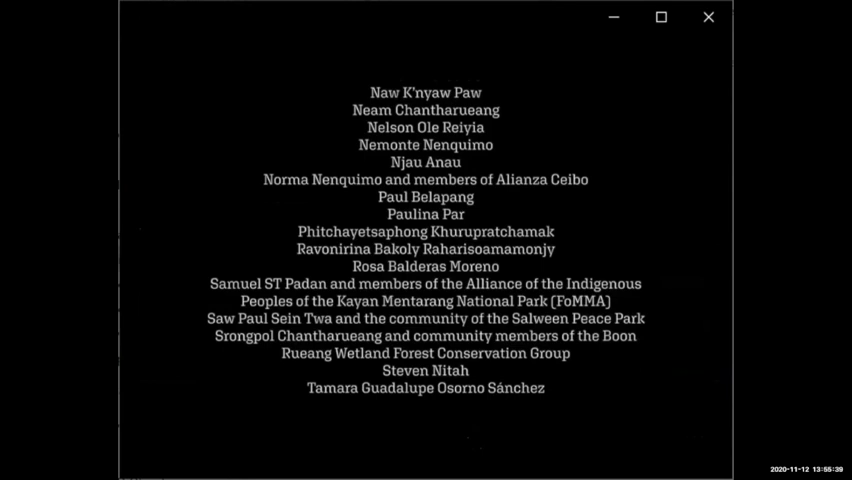 Naw K'nyaw Paw
Neam Chantharueang
Nelson Ole Reiyia
Nemonte Nenquimo
Njau Anau
Norma Nenquimo and members of Alianza Ceibo
Paul Belapang
Paulina Par
Phitchayetsaphong Khurupratchamak
Ravonirina Bakoly Raharisoamamonjy
Rosa Balderas Moreno
Samuel ST Padan and members of the Alliance of the Indigenous
Peoples of the Kayan Mentarang National Park (FoMMA)
Saw Paul Sein Twa and the community of the Salween Peace Park
Srongpol Chantharueang and community members of the Boon
Rueang Wetland Forest Conservation Group
Steven Nitah
Tamara Guadalupe Osorno Sánchez
2020-11-12 13:55:39